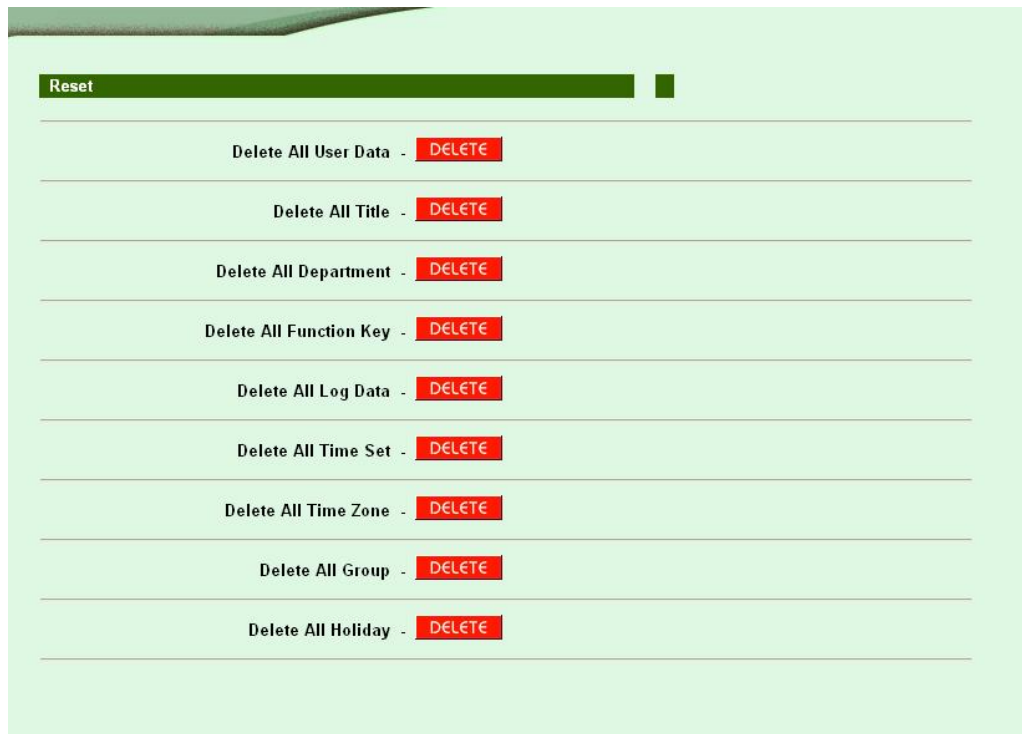 Reset
Delete All User Data - DELETE
Delete All Title - DELETE
Delete All Department - DELETE
Delete All Function Key - DELETE
Delete All Log Data - DELETE
Delete All Time Set - DELETE
Delete All Time Zone - DELETE
Delete All Group - DELETE
Delete All Holiday - DELETE